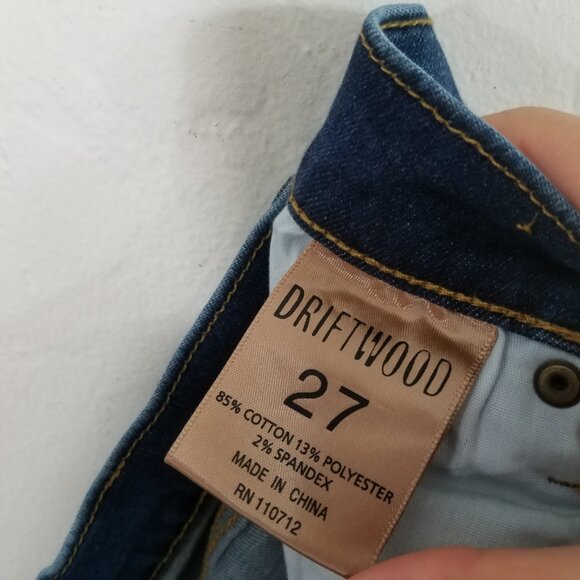 DRIFTWOOD
27
85% COTTON 13% POLYESTER
2% SPANDEX
MADE IN CHINA
RN 110712